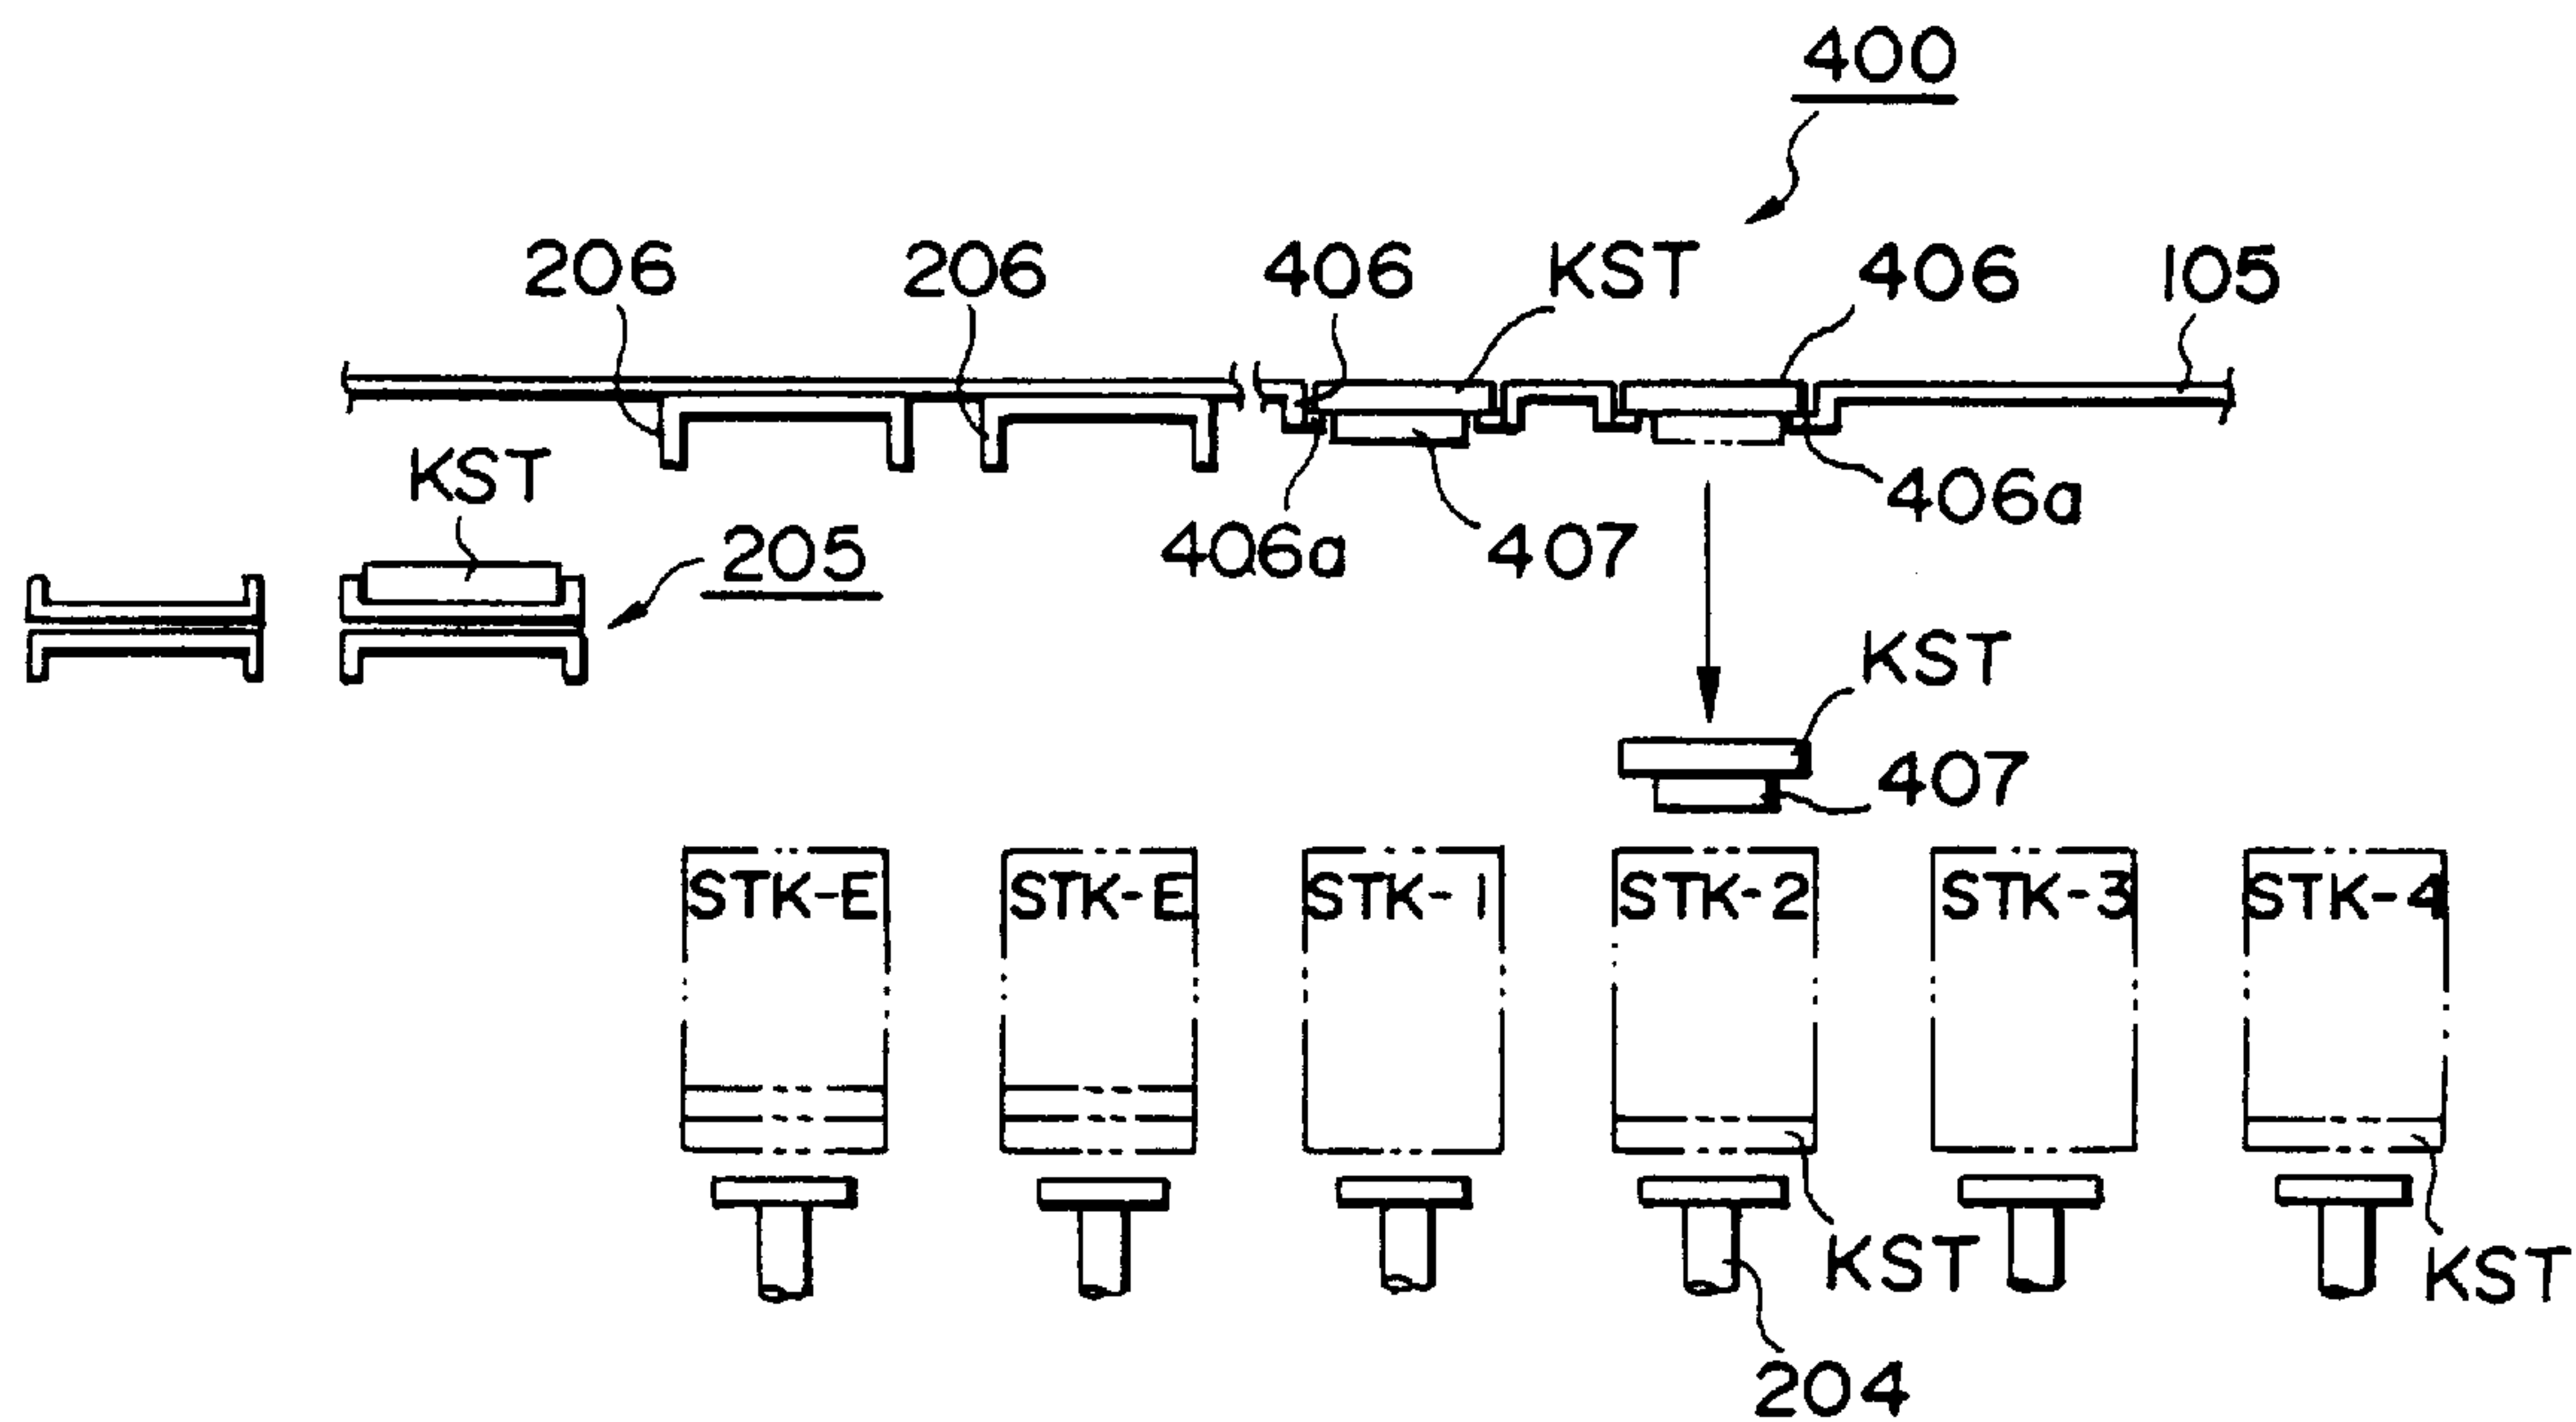 400
206 206 406 KST 406 105
KST 406a 407 406a
205
KST
407
STK-E STK-E STK-1 STK-2 STK-3 STK-4
KST KST
204